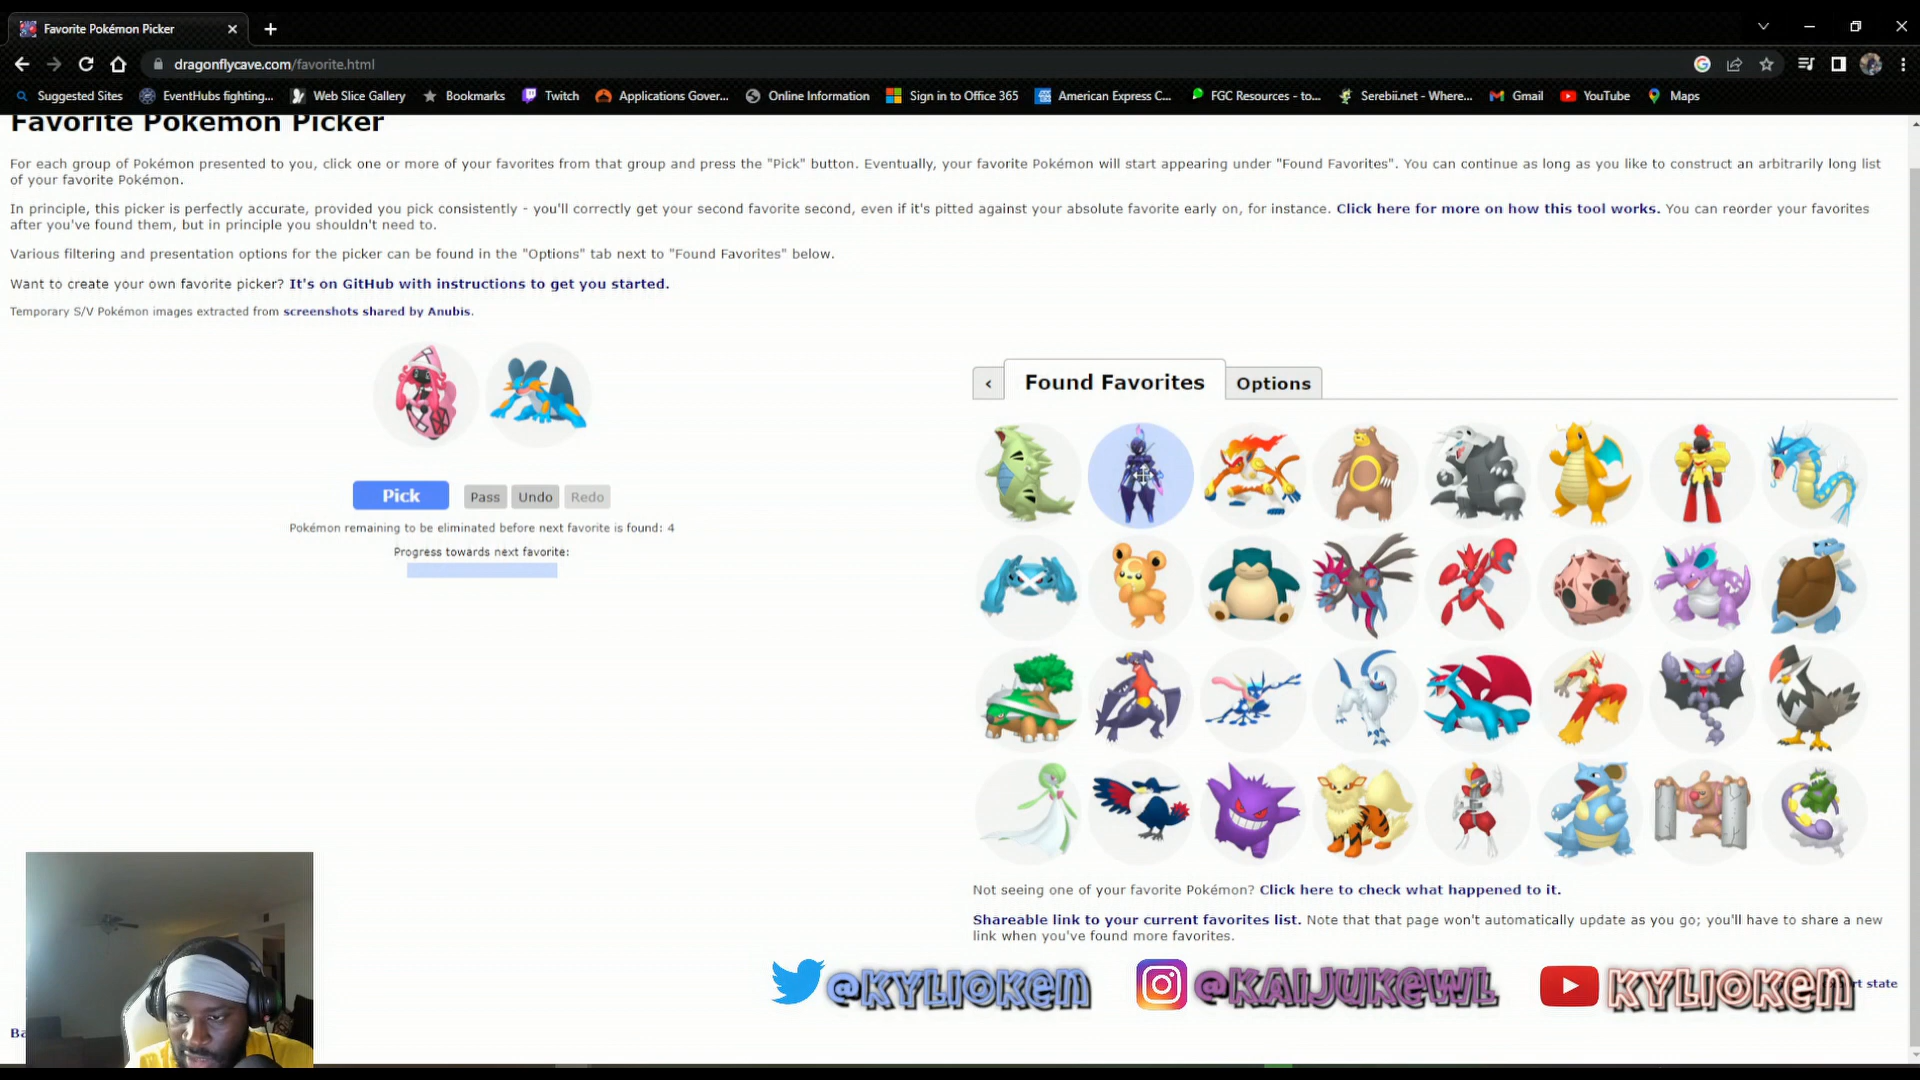 Favorite Pokémon Picker
dragonflycave.com/favorite.html
Suggested Sites
EventHubs fighting...
Web Slice Gallery
Bookmarks
Twitch
Applications Gover...
Online Information
Sign in to Office 365
American Express C...
FGC Resources - to...
Serebii.net - Where...
Gmail
YouTube
Maps
Favorite Pokémon Picker
For each group of Pokémon presented to you, click one or more of your favorites from that group and press the "Pick" button. Eventually, your favorite Pokémon will start appearing under "Found Favorites". You can continue as long as you like to construct an arbitrarily long list
of your favorite Pokémon.
In principle, this picker is perfectly accurate, provided you pick consistently - you'll correctly get your second favorite second, even if it's pitted against your absolute favorite early on, for instance. Click here for more on how this tool works. You can reorder your favorites
after you've found them, but in principle you shouldn't need to.
Various filtering and presentation options for the picker can be found in the "Options" tab next to "Found Favorites" below.
Want to create your own favorite picker? It's on GitHub with instructions to get you started.
Temporary S/V Pokémon images extracted from screenshots shared by Anubis.
Pick
Pass
Undo
Redo
Pokémon remaining to be eliminated before next favorite is found: 4
Progress towards next favorite:
‹
Found Favorites
Options
Not seeing one of your favorite Pokémon? Click here to check what happened to it.
Shareable link to your current favorites list. Note that that page won't automatically update as you go; you'll have to share a new
link when you've found more favorites.
@KYLIOKEN
@KAIJUKEWL
KYLIOKEN
rt state
Ba